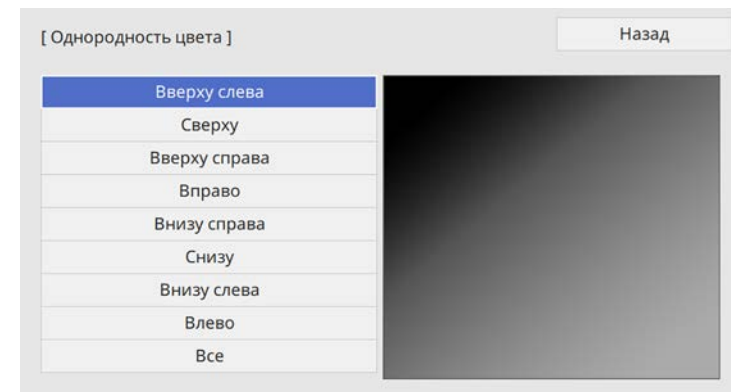 [ Однородность цвета ]
Назад
Вверху слева
Сверху
Вверху справа
Вправо
Внизу справа
Снизу
Внизу слева
Влево
Все